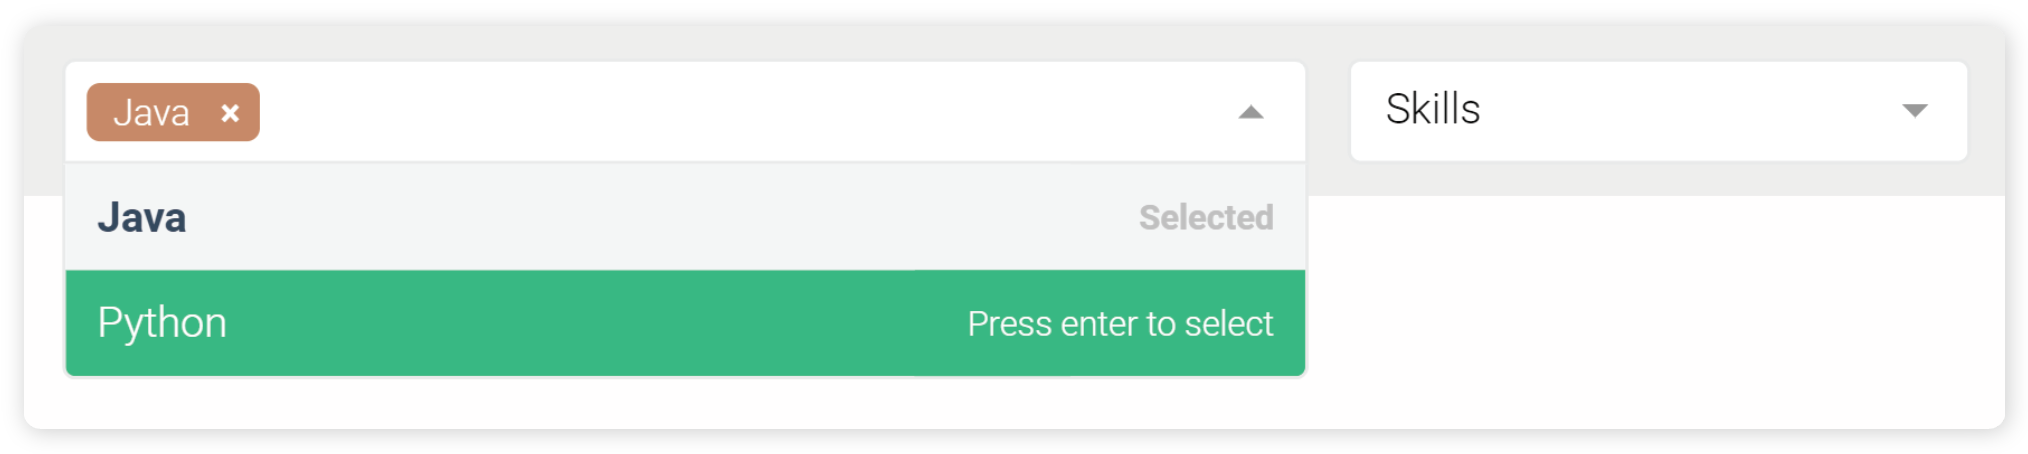 Java ×
Skills
Java Selected
Python Press enter to select